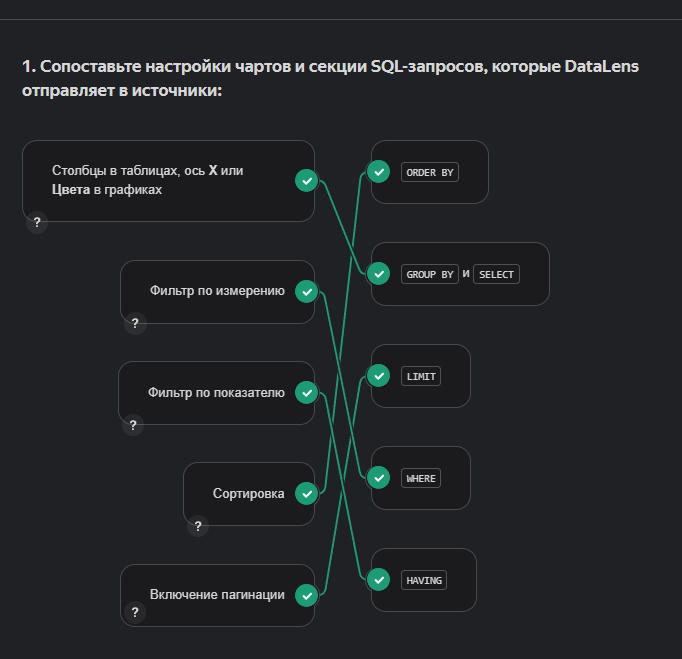 1. Сопоставьте настройки чартов и секции SQL-запросов, которые DataLens
отправляет в источники:
Столбцы в таблицах, ось X или
Цвета в графиках
?
ORDER BY
Фильтр по измерению
?
GROUP BY и SELECT
Фильтр по показателю
?
LIMIT
Сортировка
?
WHERE
Включение пагинации
?
HAVING